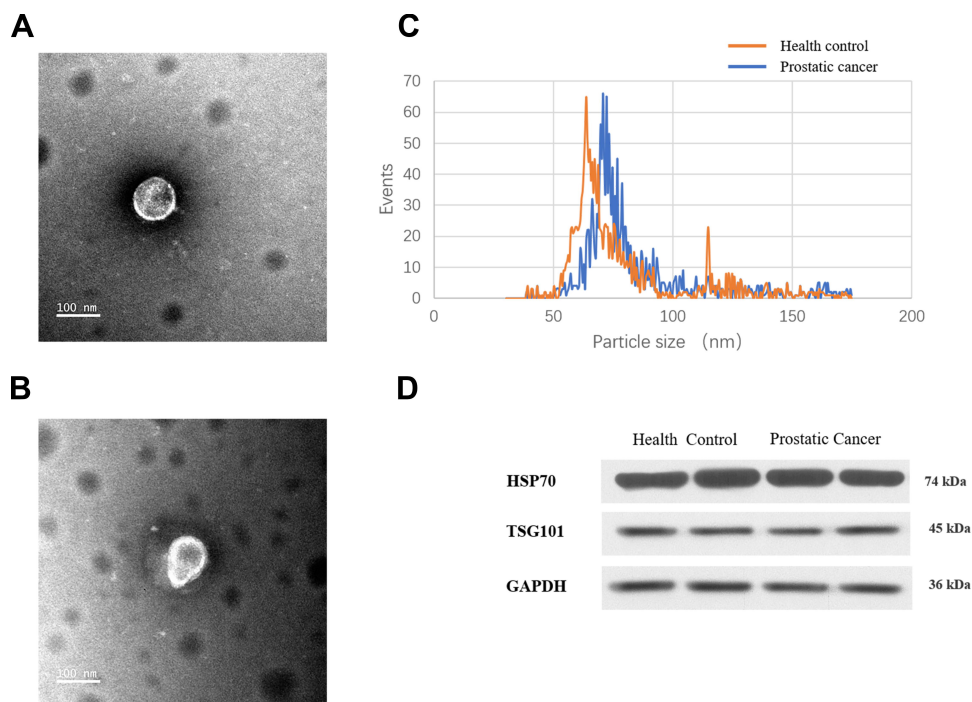 A
100 nm
B
100 nm
C
Health control
Prostatic cancer
70
60
50
40
30
20
10
0
Events
0 50 100 150 200
Particle size （nm）
D
Health Control Prostatic Cancer
HSP70 74 kDa
TSG101 45 kDa
GAPDH 36 kDa